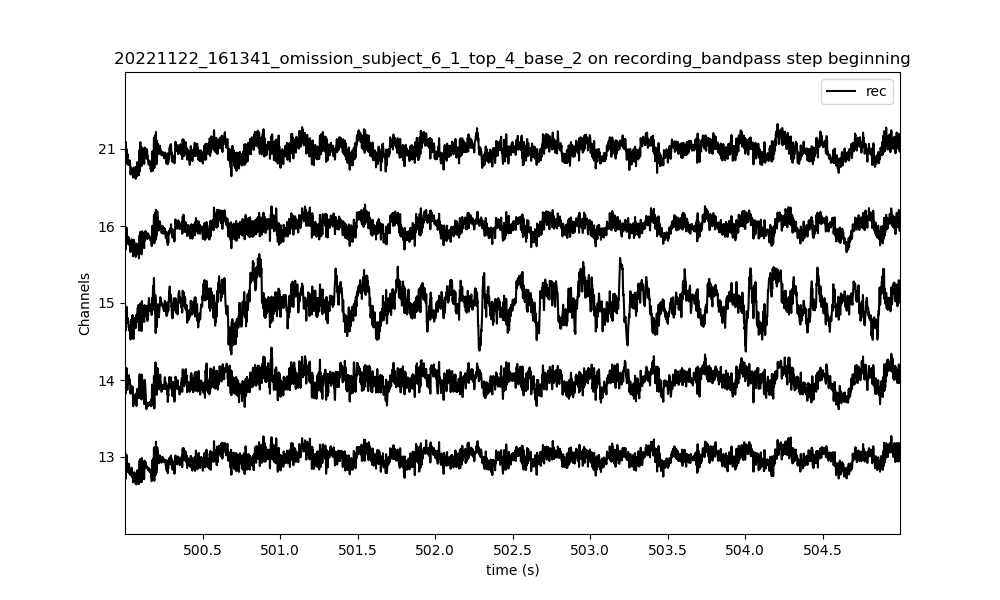 20221122_161341_omission_subject_6_1_top_4_base_2 on recording_bandpass step beginning
rec
21
16
15
14
13
Channels
500.5 501.0 501.5 502.0 502.5 503.0 503.5 504.0 504.5
time (s)